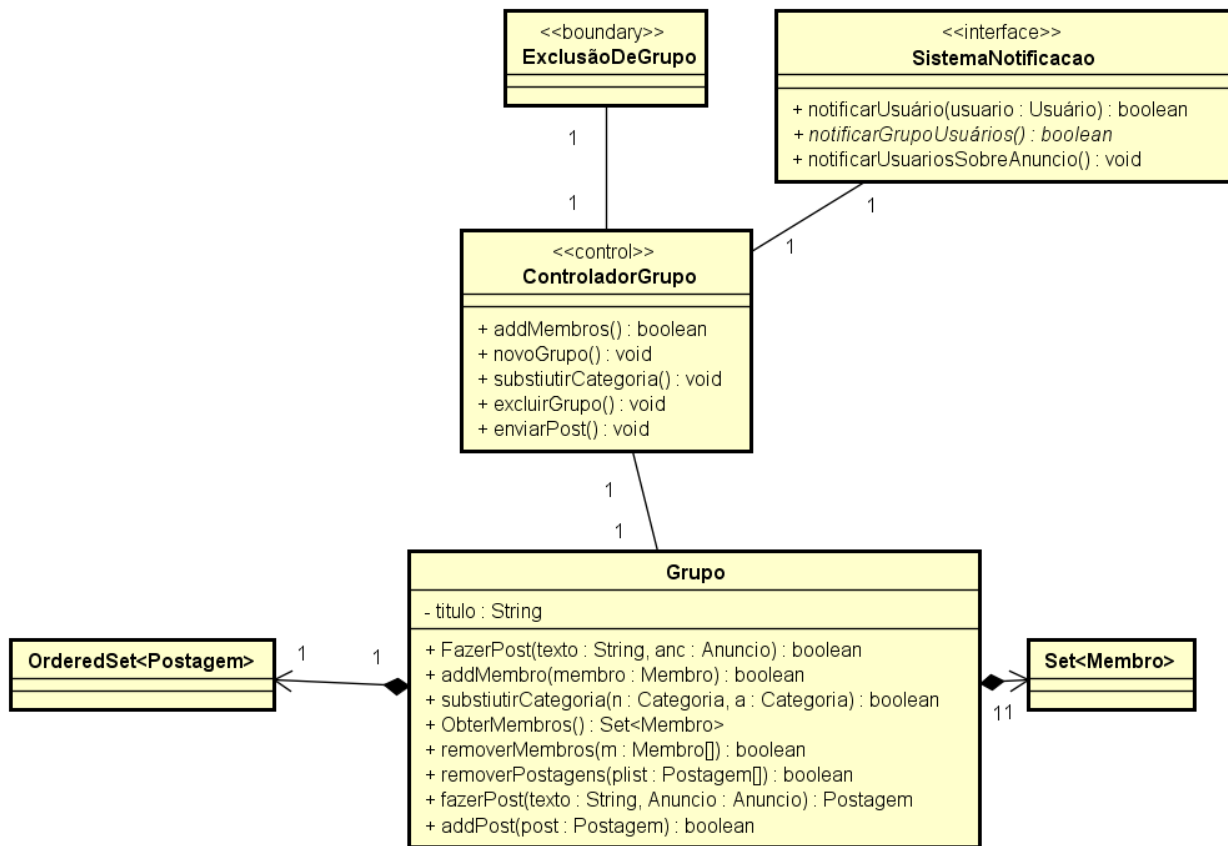 <<boundary>>
ExclusãoDeGrupo
<<interface>>
SistemaNotificacao
+ notificarUsuário(usuario : Usuário) : boolean
+ notificarGrupoUsuários() : boolean
+ notificarUsuariosSobreAnuncio() : void
1
1
1
1
<<control>>
ControladorGrupo
+ addMembros() : boolean
+ novoGrupo() : void
+ substiutirCategoria() : void
+ excluirGrupo() : void
+ enviarPost() : void
1
1
Grupo
- titulo : String
+ FazerPost(texto : String, anc : Anuncio) : boolean
+ addMembro(membro : Membro) : boolean
+ substiutirCategoria(n : Categoria, a : Categoria) : boolean
+ ObterMembros() : Set<Membro>
+ removerMembros(m : Membro[]) : boolean
+ removerPostagens(plist : Postagem[]) : boolean
+ fazerPost(texto : String, Anuncio : Anuncio) : Postagem
+ addPost(post : Postagem) : boolean
OrderedSet<Postagem>
1
1
Set<Membro>
11